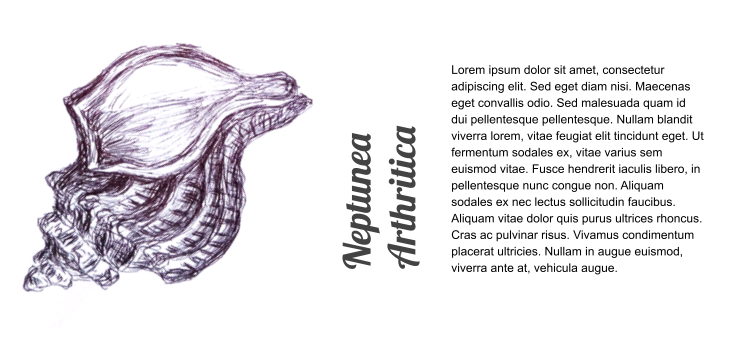 Neptunea
Arthritica
Lorem ipsum dolor sit amet, consectetur
adipiscing elit. Sed eget diam nisi. Maecenas
eget convallis odio. Sed malesuada quam id
dui pellentesque pellentesque. Nullam blandit
viverra lorem, vitae feugiat elit tincidunt eget. Ut
fermentum sodales ex, vitae varius sem
euismod vitae. Fusce hendrerit iaculis libero, in
pellentesque nunc congue non. Aliquam
sodales ex nec lectus sollicitudin faucibus.
Aliquam vitae dolor quis purus ultrices rhoncus.
Cras ac pulvinar risus. Vivamus condimentum
placerat ultricies. Nullam in augue euismod,
viverra ante at, vehicula augue.